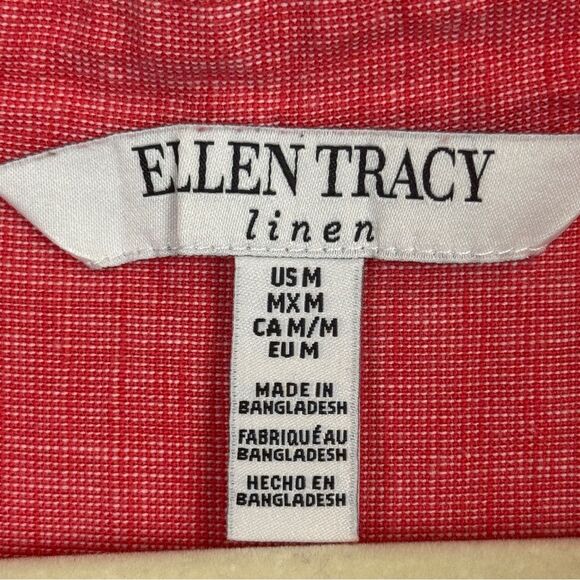 ELLEN TRACY
linen
US M
MX M
CA M/M
EU M
MADE IN
BANGLADESH
FABRIQUÉ AU
BANGLADESH
HECHO EN
BANGLADESH